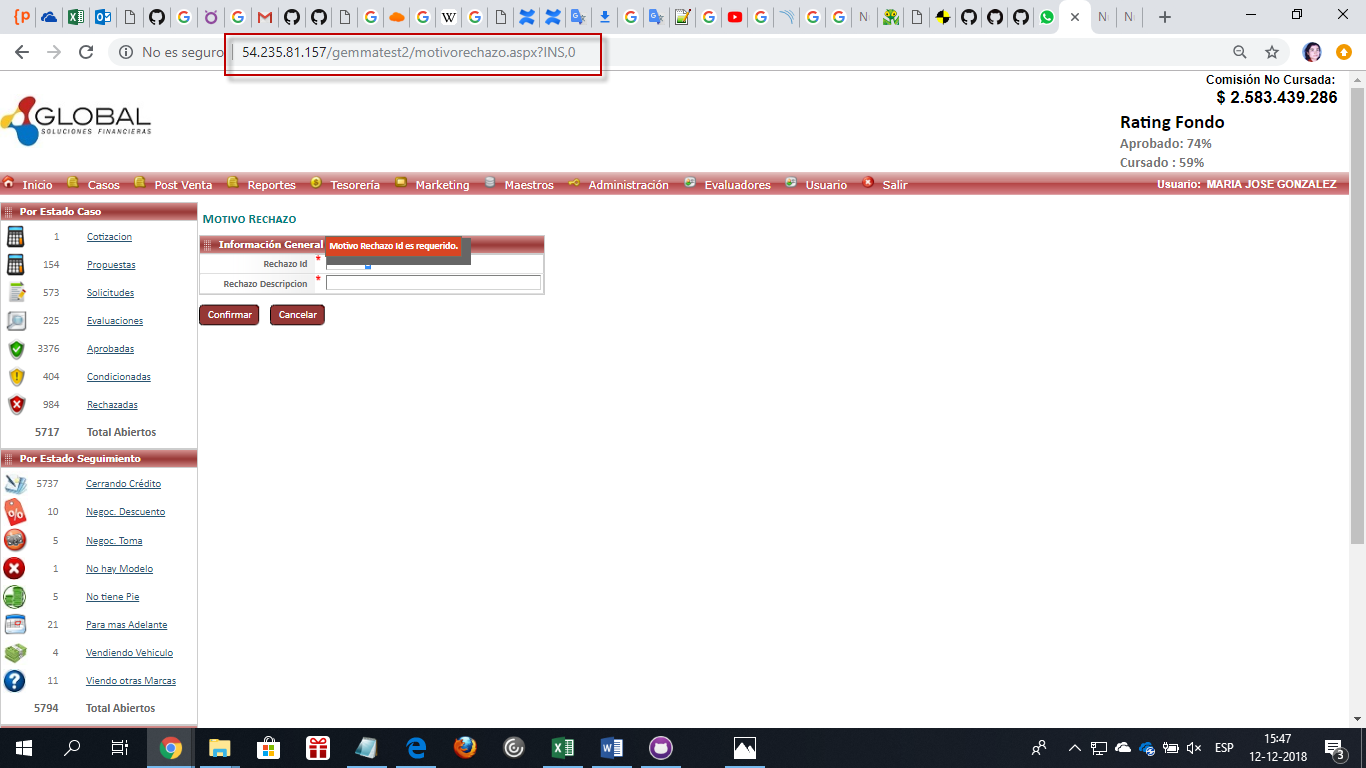 No es seguro
54.235.81.157/gemmatest2/motivorechazo.aspx?INS,0
GLOBAL
SOLUCIONES FINANCIERAS
Comisión No Cursada:
$ 2.583.439.286
Rating Fondo
Aprobado: 74%
Cursado : 59%
Inicio Casos Post Venta Reportes Tesorería Marketing Maestros Administración Evaluadores Usuario Salir Usuario: MARIA JOSE GONZALEZ
Por Estado Caso
1 Cotizacion
154 Propuestas
573 Solicitudes
225 Evaluaciones
3376 Aprobadas
404 Condicionadas
984 Rechazadas
5717 Total Abiertos
Por Estado Seguimiento
5737 Cerrando Crédito
10 Negoc. Descuento
5 Negoc. Toma
1 No hay Modelo
5 No tiene Pie
21 Para mas Adelante
4 Vendiendo Vehiculo
11 Viendo otras Marcas
5794 Total Abiertos
Motivo Rechazo
Información General
Motivo Rechazo Id es requerido.
Rechazo Id *
Rechazo Descripcion *
Confirmar Cancelar
ESP
15:47
12-12-2018
3